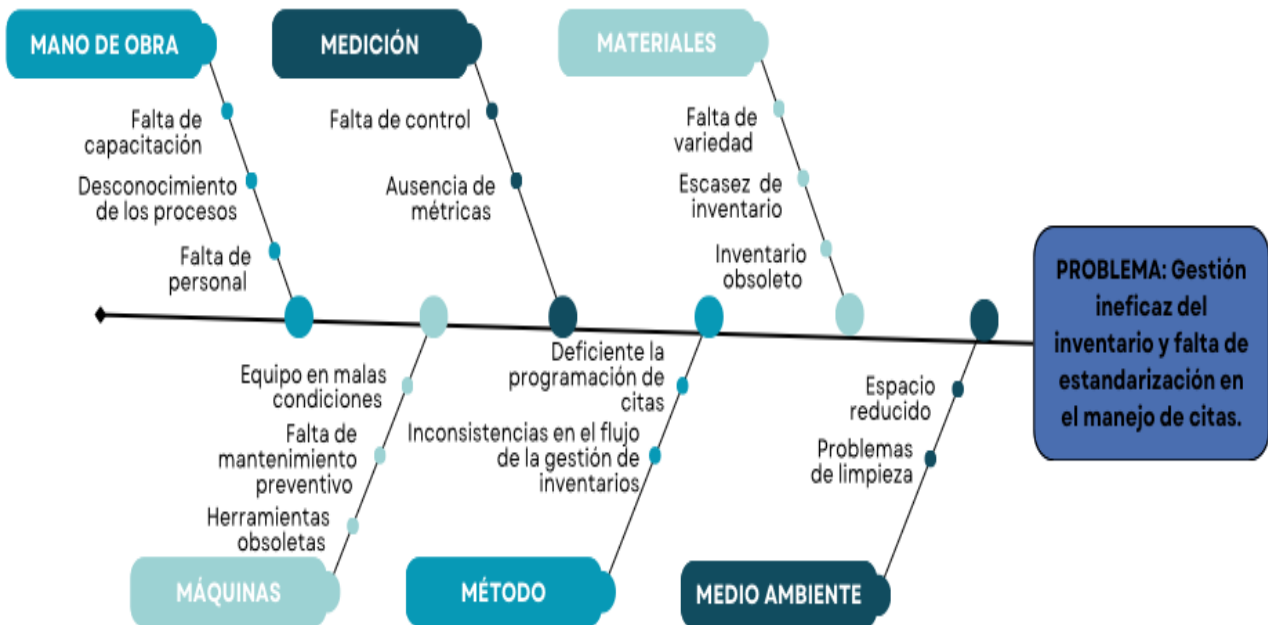 MANO DE OBRA
MEDICIÓN
MATERIALES
Falta de
capacitación
Desconocimiento
de los procesos
Falta de
personal
Falta de control
Ausencia de
métricas
Falta de
variedad
Escasez de
inventario
Inventario
obsoleto
PROBLEMA: Gestión
ineficaz del
inventario y falta de
estandarización en
el manejo de citas.
Equipo en malas
condiciones
Falta de
mantenimiento
preventivo
Herramientas
obsoletas
Deficiente la
programación de
citas
Inconsistencias en el flujo
de la gestión de
inventarios
Espacio
reducido
Problemas
de limpieza
MÁQUINAS
MÉTODO
MEDIO AMBIENTE